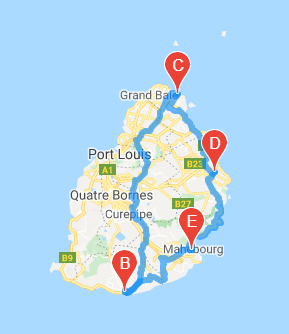 C
Grand Baie
D
Port Louis
B23
A1
Quatre Bornes
B27
Curepipe
E
Mahebourg
B9
B